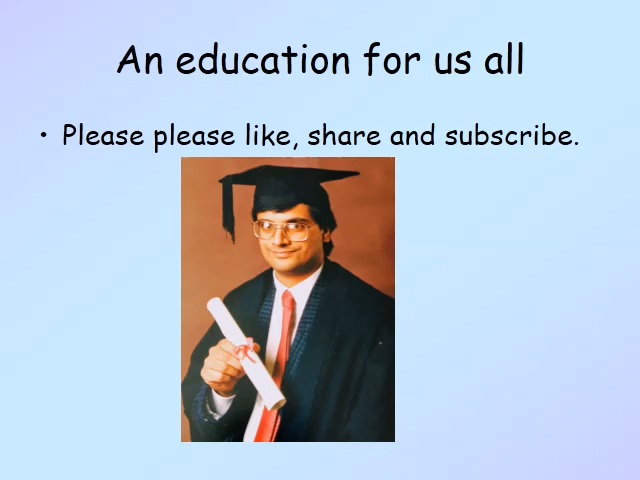 An education for us all
• Please please like, share and subscribe.